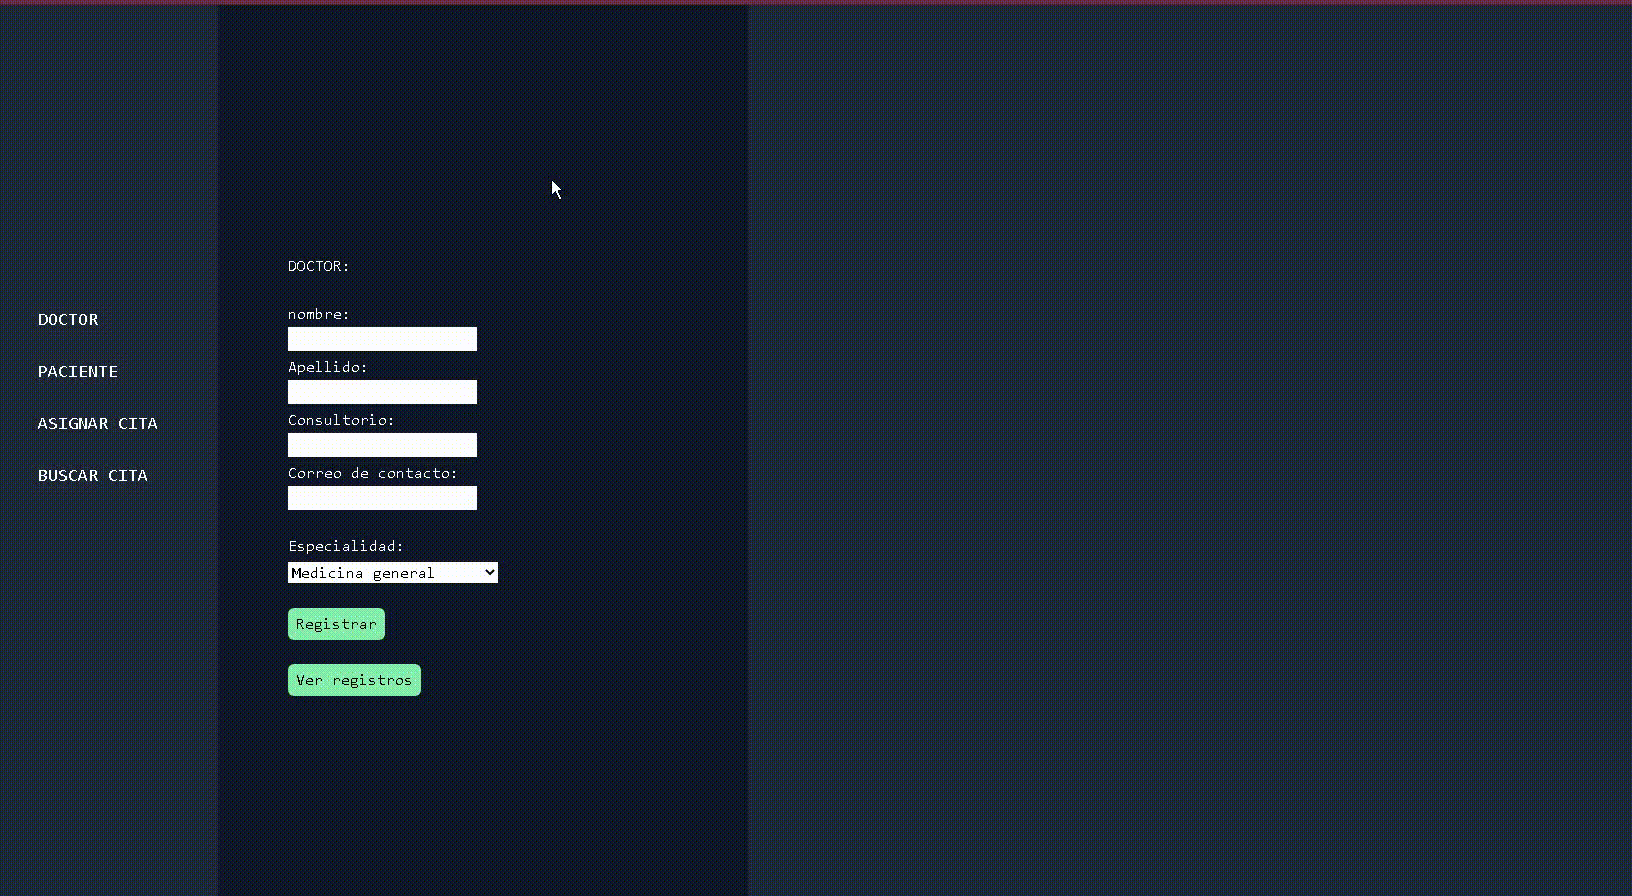 DOCTOR
PACIENTE
ASIGNAR CITA
BUSCAR CITA
DOCTOR:
nombre:
Apellido:
Consultorio:
Correo de contacto:
Especialidad:
Medicina general
Registrar
Ver registros